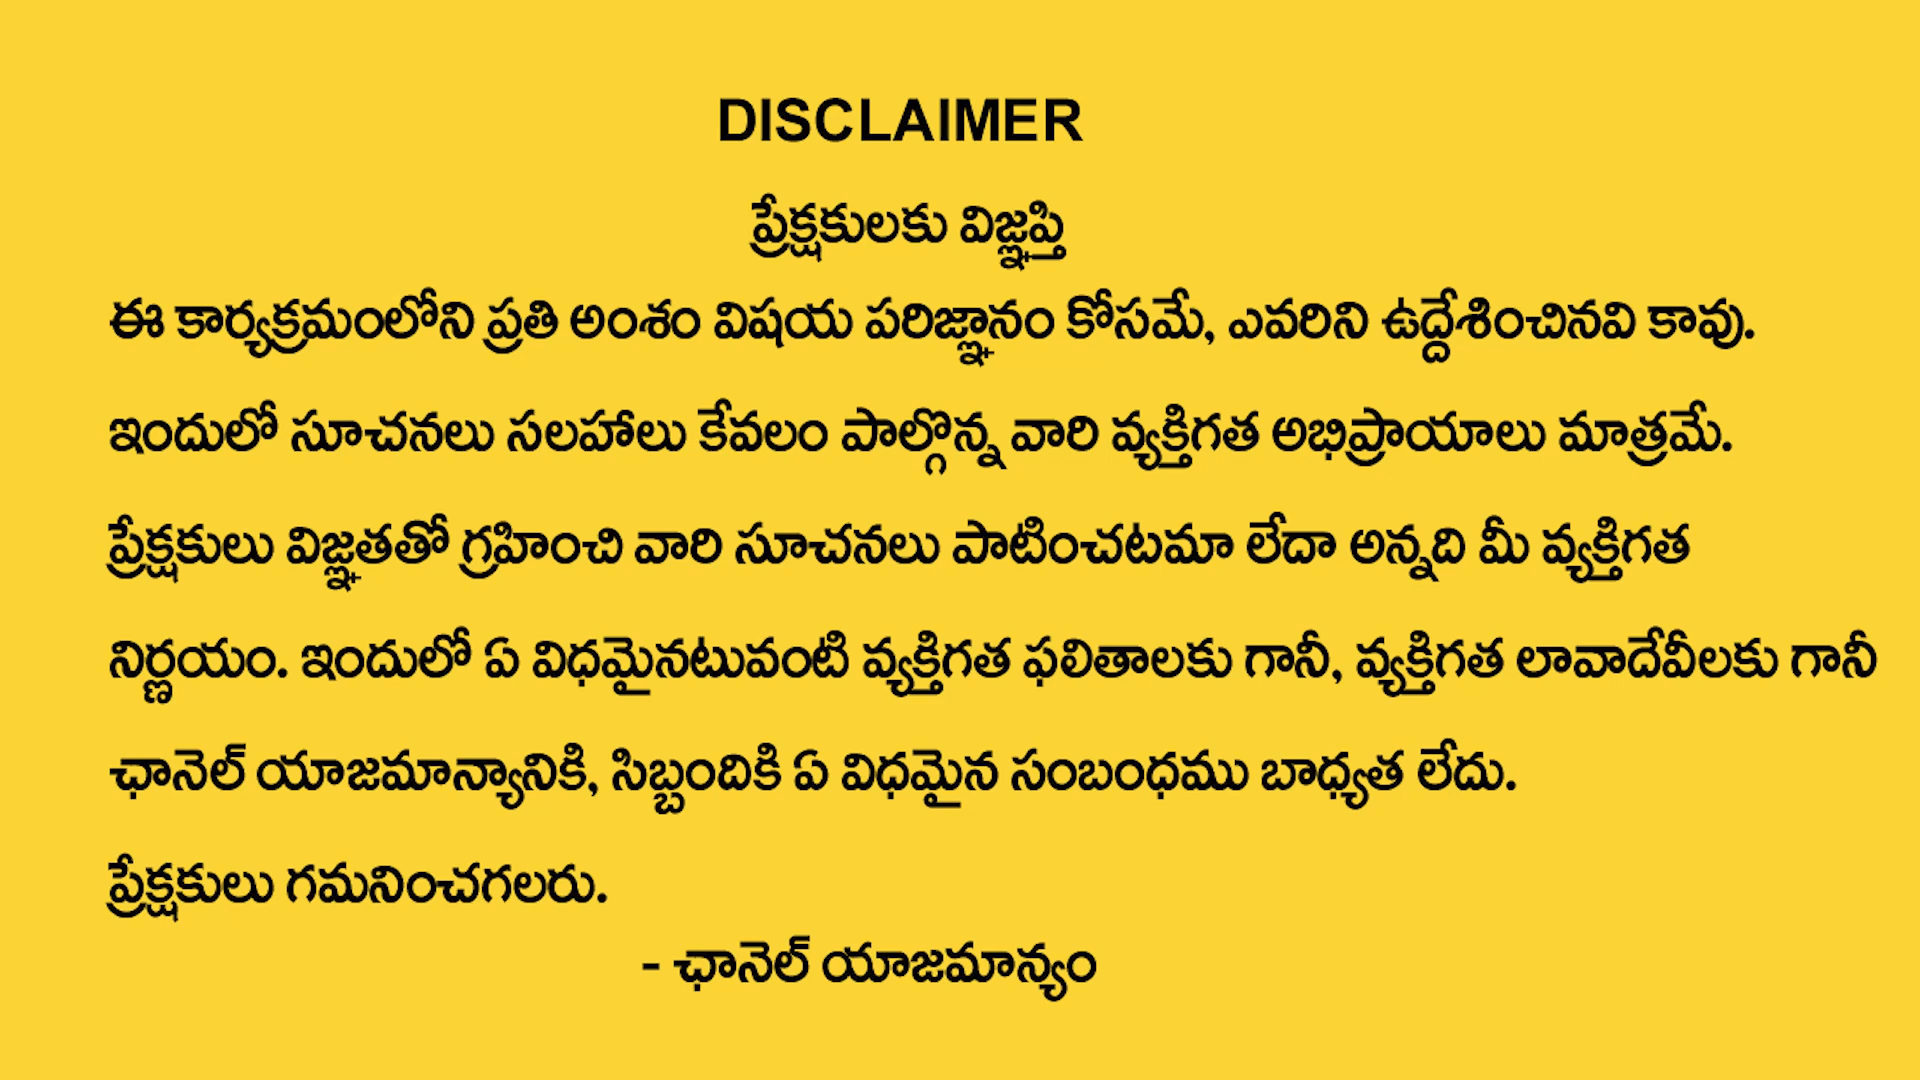 DISCLAIMER
ప్రేక్షకులకు విజ్ఞప్తి
ఈ కార్యక్రమంలోని ప్రతి అంశం విషయ పరిజ్ఞానం కోసమే, ఎవరిని ఉద్దేశించినవి కావు.
ఇందులో సూచనలు సలహాలు కేవలం పాల్గొన్న వారి వ్యక్తిగత అభిప్రాయాలు మాత్రమే.
ప్రేక్షకులు విజ్ఞతతో గ్రహించి వారి సూచనలు పాటించటమా లేదా అన్నది మీ వ్యక్తిగత
నిర్ణయం. ఇందులో ఏ విధమైనటువంటి వ్యక్తిగత ఫలితాలకు గానీ, వ్యక్తిగత లావాదేవీలకు గానీ
ఛానెల్ యాజమాన్యానికి, సిబ్బందికి ఏ విధమైన సంబంధము బాధ్యత లేదు.
ప్రేక్షకులు గమనించగలరు.
- ఛానెల్ యాజమాన్యం